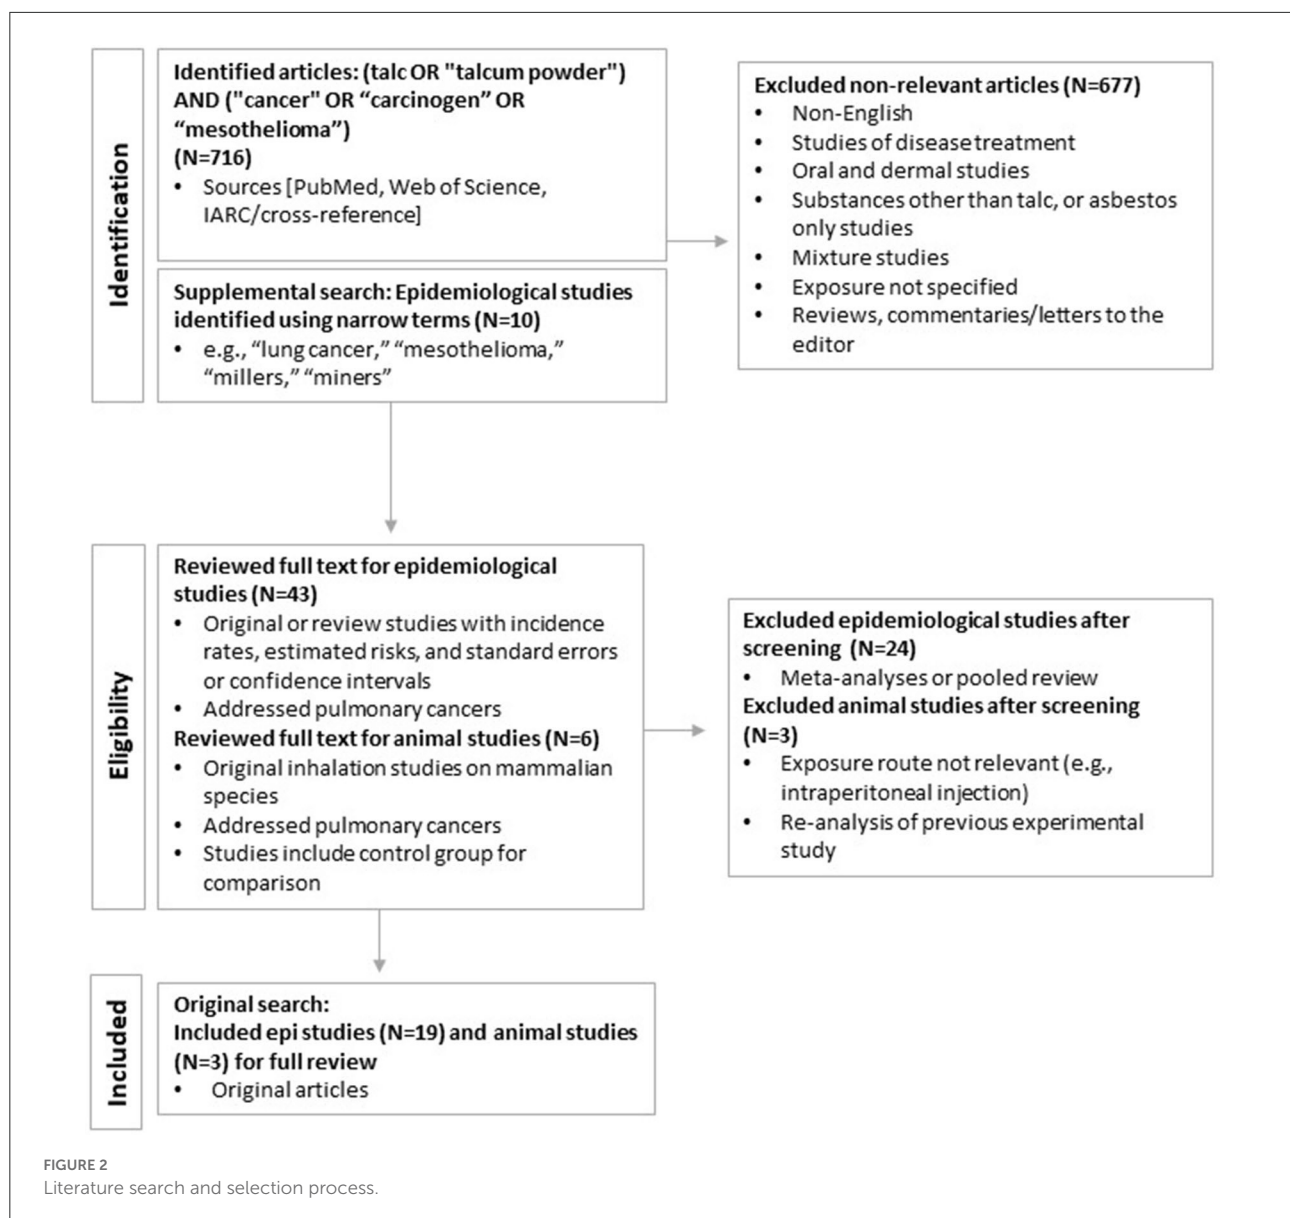 Identification
Identified articles: (talc OR "talcum powder")
AND ("cancer" OR “carcinogen” OR
“mesothelioma”)
(N=716)
• Sources [PubMed, Web of Science,
IARC/cross-reference]
Supplemental search: Epidemiological studies
identified using narrow terms (N=10)
• e.g., “lung cancer,” “mesothelioma,”
“millers,” “miners”
Excluded non-relevant articles (N=677)
• Non-English
• Studies of disease treatment
• Oral and dermal studies
• Substances other than talc, or asbestos
only studies
• Mixture studies
• Exposure not specified
• Reviews, commentaries/letters to the
editor
Eligibility
Reviewed full text for epidemiological
studies (N=43)
• Original or review studies with incidence
rates, estimated risks, and standard errors
or confidence intervals
• Addressed pulmonary cancers
Reviewed full text for animal studies (N=6)
• Original inhalation studies on mammalian
species
• Addressed pulmonary cancers
• Studies include control group for
comparison
Excluded epidemiological studies after
screening (N=24)
• Meta-analyses or pooled review
Excluded animal studies after screening
(N=3)
• Exposure route not relevant (e.g.,
intraperitoneal injection)
• Re-analysis of previous experimental
study
Included
Original search:
Included epi studies (N=19) and animal studies
(N=3) for full review
• Original articles
FIGURE 2
Literature search and selection process.